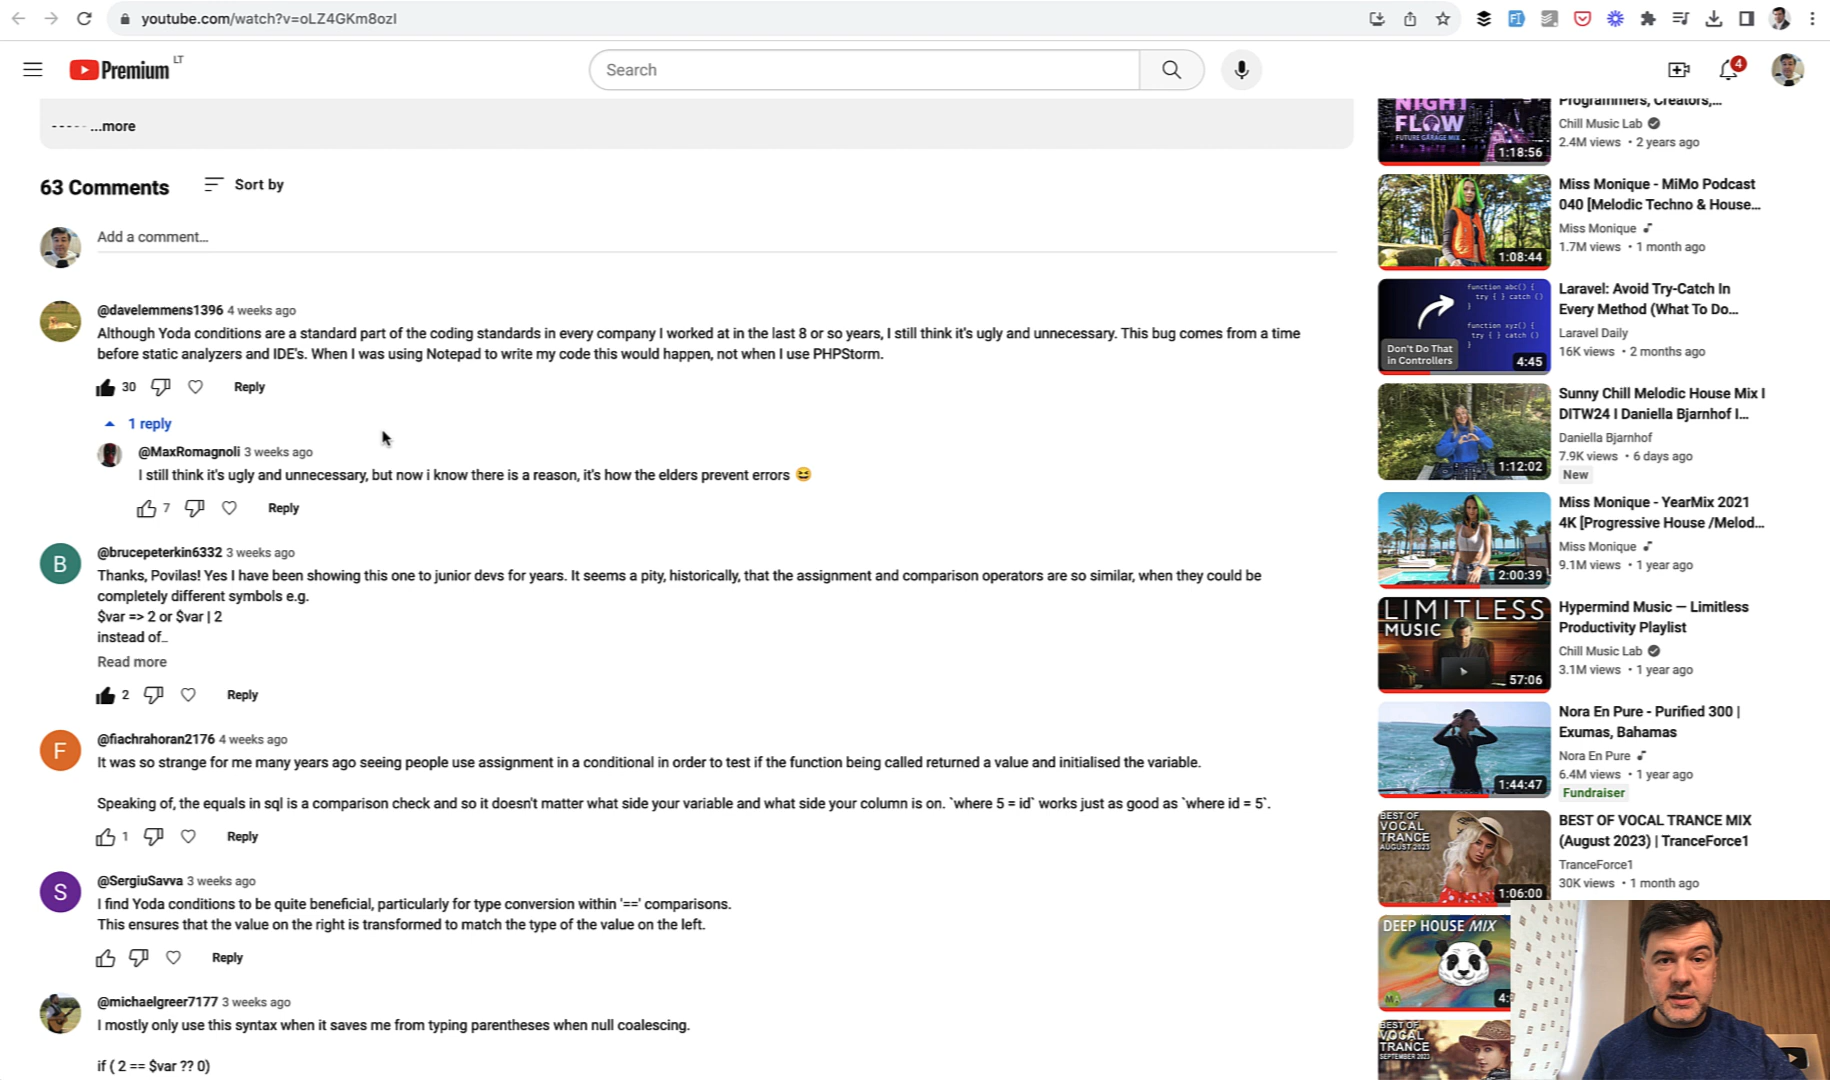 youtube.com/watch?v=oLZ4GKm8ozI
Premium LT
Search
4
----- ...more
63 Comments
Sort by
Add a comment...
@davelemmens1396 4 weeks ago
Although Yoda conditions are a standard part of the coding standards in every company I worked at in the last 8 or so years, I still think it's ugly and unnecessary. This bug comes from a time
before static analyzers and IDE's. When I was using Notepad to write my code this would happen, not when I use PHPStorm.
30 Reply
1 reply
@MaxRomagnoli 3 weeks ago
I still think it's ugly and unnecessary, but now i know there is a reason, it's how the elders prevent errors 😆
7 Reply
B
@brucepeterkin6332 3 weeks ago
Thanks, Povilas! Yes I have been showing this one to junior devs for years. It seems a pity, historically, that the assignment and comparison operators are so similar, when they could be
completely different symbols e.g.
$var => 2 or $var | 2
instead of…
Read more
2 Reply
F
@fiachrahoran2176 4 weeks ago
It was so strange for me many years ago seeing people use assignment in a conditional in order to test if the function being called returned a value and initialised the variable.
Speaking of, the equals in sql is a comparison check and so it doesn't matter what side your variable and what side your column is on. `where 5 = id` works just as good as `where id = 5`.
1 Reply
S
@SergiuSavva 3 weeks ago
I find Yoda conditions to be quite beneficial, particularly for type conversion within '==' comparisons.
This ensures that the value on the right is transformed to match the type of the value on the left.
Reply
@michaelgreer7177 3 weeks ago
I mostly only use this syntax when it saves me from typing parentheses when null coalescing.
if ( 2 == $var ?? 0)
NIGHT
FLOW
FUTURE GARAGE MIX
1:18:56
Programmers, Creators,...
Chill Music Lab
2.4M views • 2 years ago
1:08:44
Miss Monique - MiMo Podcast
040 [Melodic Techno & House...
Miss Monique
1.7M views • 1 month ago
function abc() {
try { } catch ()
}
function xyz() {
try { } catch ()
}
Don't Do That
in Controllers
4:45
Laravel: Avoid Try-Catch In
Every Method (What To Do...
Laravel Daily
16K views • 2 months ago
1:12:02
Sunny Chill Melodic House Mix I
DITW24 I Daniella Bjarnhof I...
Daniella Bjarnhof
7.9K views • 6 days ago
New
2:00:39
Miss Monique - YearMix 2021
4K [Progressive House /Melod...
Miss Monique
9.1M views • 1 year ago
LIMITLESS
MUSIC
57:06
Hypermind Music — Limitless
Productivity Playlist
Chill Music Lab
3.1M views • 1 year ago
1:44:47
Nora En Pure - Purified 300 |
Exumas, Bahamas
Nora En Pure
6.4M views • 1 year ago
Fundraiser
BEST OF
VOCAL
TRANCE
AUGUST 2023
1:06:00
BEST OF VOCAL TRANCE MIX
(August 2023) | TranceForce1
TranceForce1
30K views • 1 month ago
DEEP HOUSE MIX
4:
BEST OF
VOCAL
TRANCE
SEPTEMBER 2023